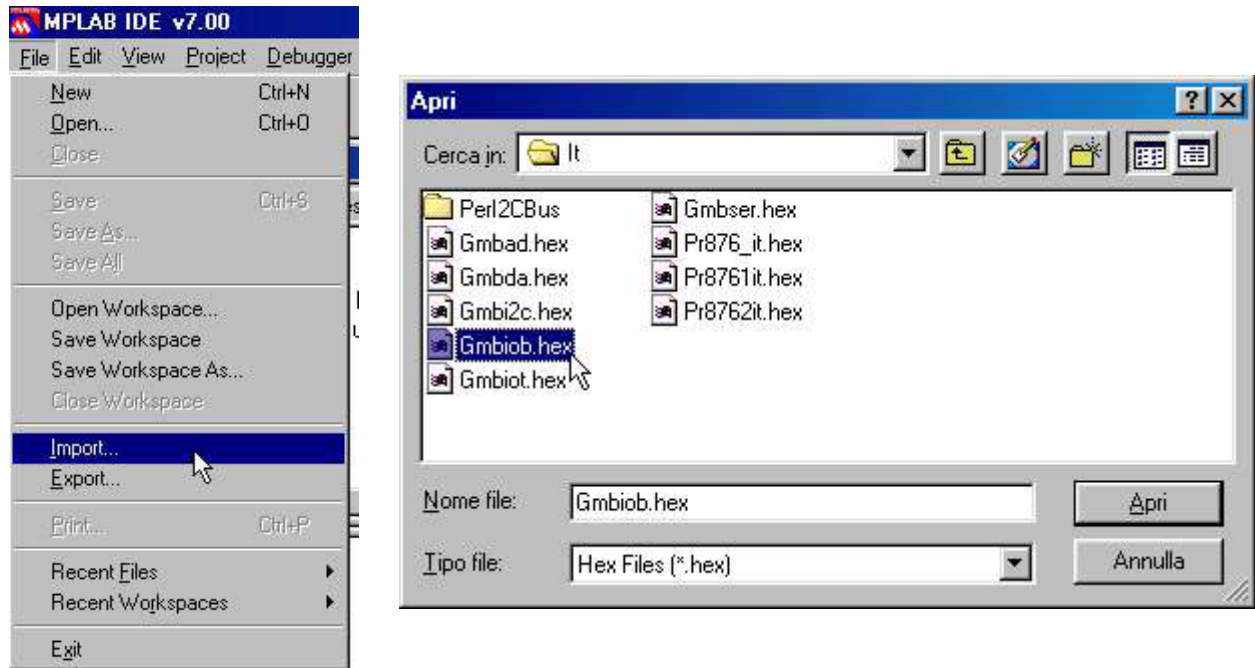 MPLAB IDE v7.00
File Edit View Project Debugger
New Ctrl+N
Open... Ctrl+O
Close
Save Ctrl+S
Save As...
Save All
Open Workspace...
Save Workspace
Save Workspace As...
Close Workspace
Import...
Export...
Print... Ctrl+P
Recent Files
Recent Workspaces
Exit
Apri
Cerca in: It
PerI2CBus
Gmbad.hex
Gmbda.hex
Gmbi2c.hex
Gmbiob.hex
Gmbiot.hex
Gmbser.hex
Pr876_it.hex
Pr8761it.hex
Pr8762it.hex
Nome file: Gmbiob.hex Apri
Tipo file: Hex Files (*.hex) Annulla